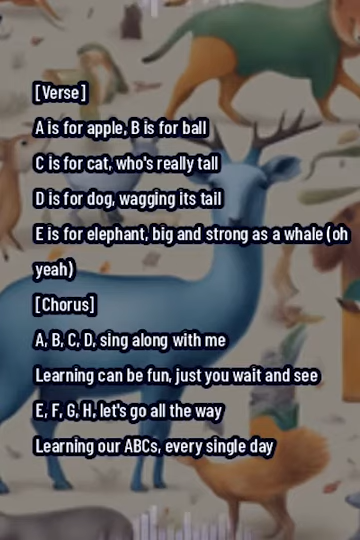 [Verse]
A is for apple, B is for ball
C is for cat, who's really tall
D is for dog, wagging its tail
E is for elephant, big and strong as a whale (oh
yeah)
[Chorus]
A, B, C, D, sing along with me
Learning can be fun, just you wait and see
E, F, G, H, let's go all the way
Learning our ABCs, every single day